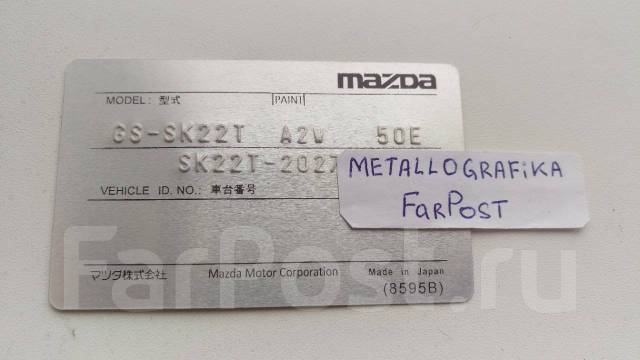 mazda
MODEL: 型式 PAINT
GS-SK22T A2W 50E
SK22T-2027
VEHICLE ID. NO.: 車台番号
METALLOGRAFiKA
FARPOST
マツダ株式会社 Mazda Motor Corporation Made in Japan
(8595B)
FarPost.ru